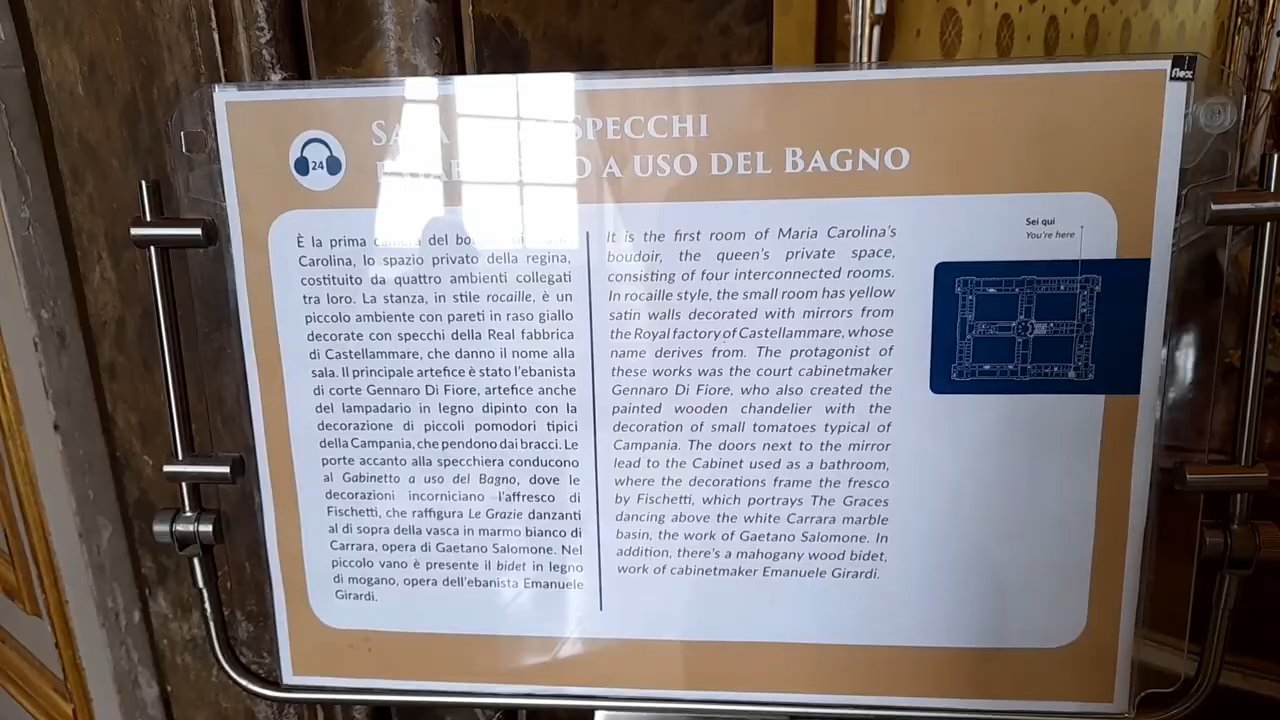 flex
24
SPECCHI
A USO DEL BAGNO
È la prima del
Carolina, lo spazio privato della regina,
costituito da quattro ambienti collegati
tra loro. La stanza, in stile rocaille, è un
piccolo ambiente con pareti in raso giallo
decorate con specchi della Real fabbrica
di Castellammare, che danno il nome alla
sala. Il principale artefice è stato l'ebanista
di corte Gennaro Di Fiore, artefice anche
del lampadario in legno dipinto con la
decorazione di piccoli pomodori tipici
della Campania, che pendono dai bracci. Le
porte accanto alla specchiera conducono
al Gabinetto a uso del Bagno, dove le
decorazioni incorniciano l'affresco di
Fischetti, che raffigura Le Grazie danzanti
al di sopra della vasca in marmo bianco di
Carrara, opera di Gaetano Salomone. Nel
piccolo vano è presente il bidet in legno
di mogano, opera dell'ebanista Emanuele
Girardi.
It is the first room of Maria Carolina's
boudoir, the queen's private space,
consisting of four interconnected rooms.
In rocaille style, the small room has yellow
satin walls decorated with mirrors from
the Royal factory of Castellammare, whose
name derives from. The protagonist of
these works was the court cabinetmaker
Gennaro Di Fiore, who also created the
painted wooden chandelier with the
decoration of small tomatoes typical of
Campania. The doors next to the mirror
lead to the Cabinet used as a bathroom,
where the decorations frame the fresco
by Fischetti, which portrays The Graces
dancing above the white Carrara marble
basin, the work of Gaetano Salomone. In
addition, there's a mahogany wood bidet,
work of cabinetmaker Emanuele Girardi.
Sei qui
You're here